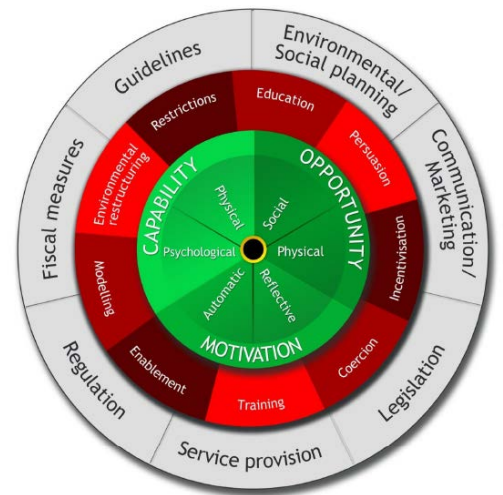 Environmental/
Social planning
Communication/
Marketing
Legislation
Service provision
Regulation
Fiscal measures
Guidelines
Education
Persuasion
Incentivisation
Coercion
Training
Enablement
Modelling
Environmental
restructuring
Restrictions
CAPABILITY
OPPORTUNITY
MOTIVATION
Physical
Social
Psychological
Physical
Automatic
Reflective